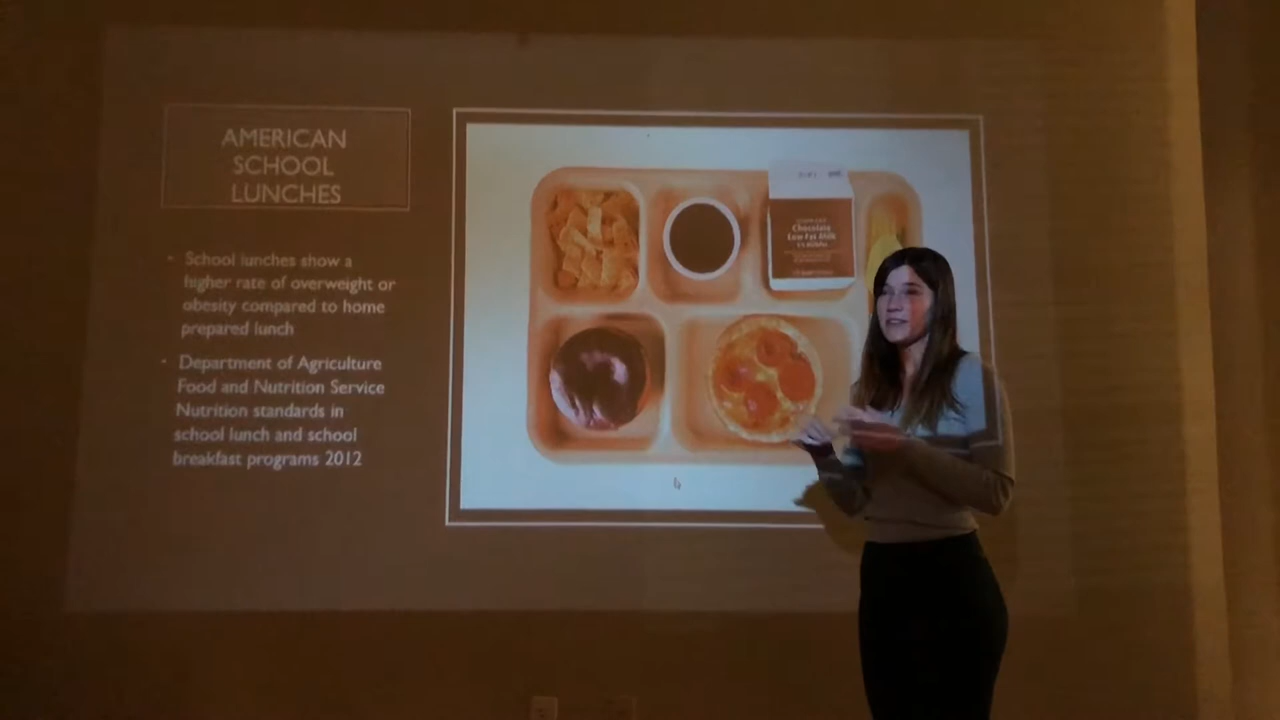 AMERICAN
SCHOOL
LUNCHES
• School lunches show a
higher rate of overweight or
obesity compared to home
prepared lunch
• Department of Agriculture
Food and Nutrition Service
Nutrition standards in
school lunch and school
breakfast programs 2012
Chocolate
Low Fat Milk